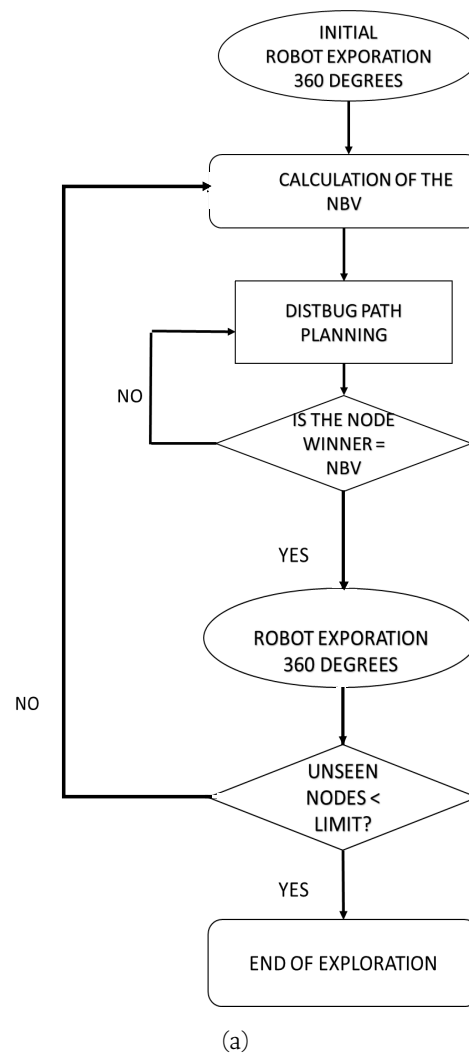 INITIAL
ROBOT EXPORATION
360 DEGREES
CALCULATION OF THE
NBV
DISTBUG PATH
PLANNING
NO
IS THE NODE
WINNER =
NBV
YES
ROBOT EXPORATION
360 DEGREES
NO
UNSEEN
NODES <
LIMIT?
YES
END OF EXPLORATION
(a)